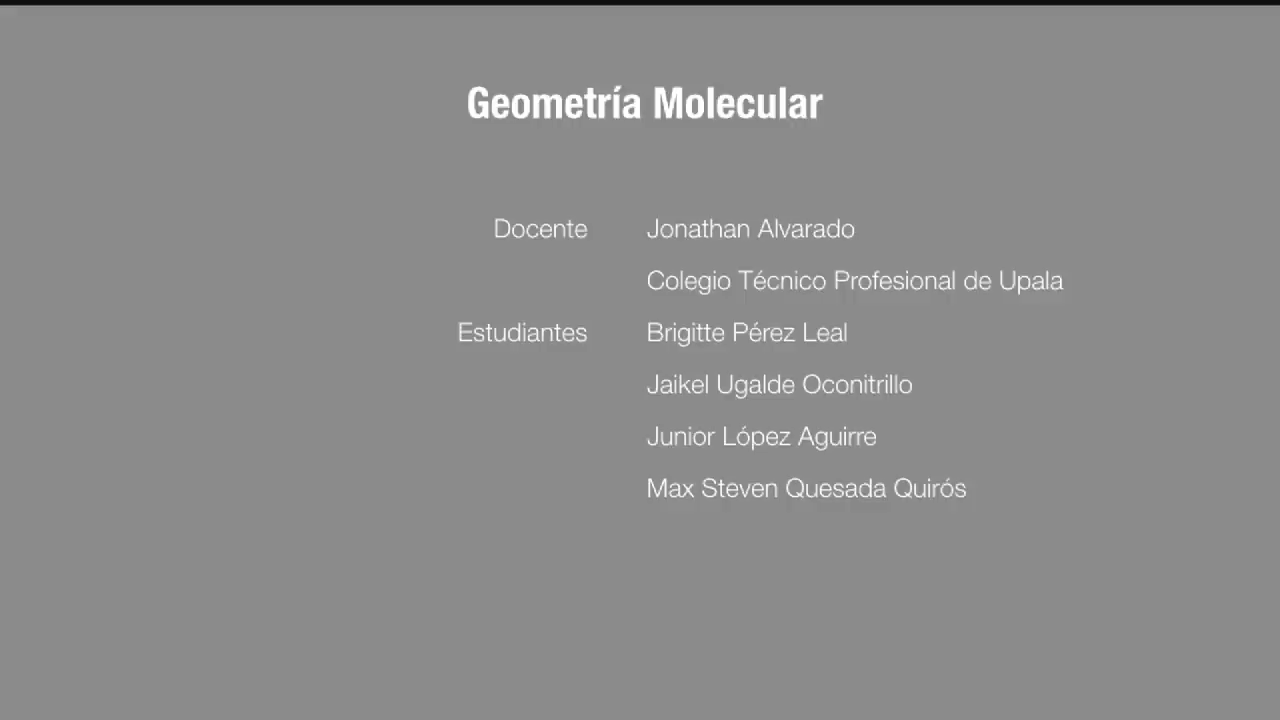 Geometría Molecular
Docente Jonathan Alvarado
Colegio Técnico Profesional de Upala
Estudiantes Brigitte Pérez Leal
Jaikel Ugalde Oconitrillo
Junior López Aguirre
Max Steven Quesada Quirós